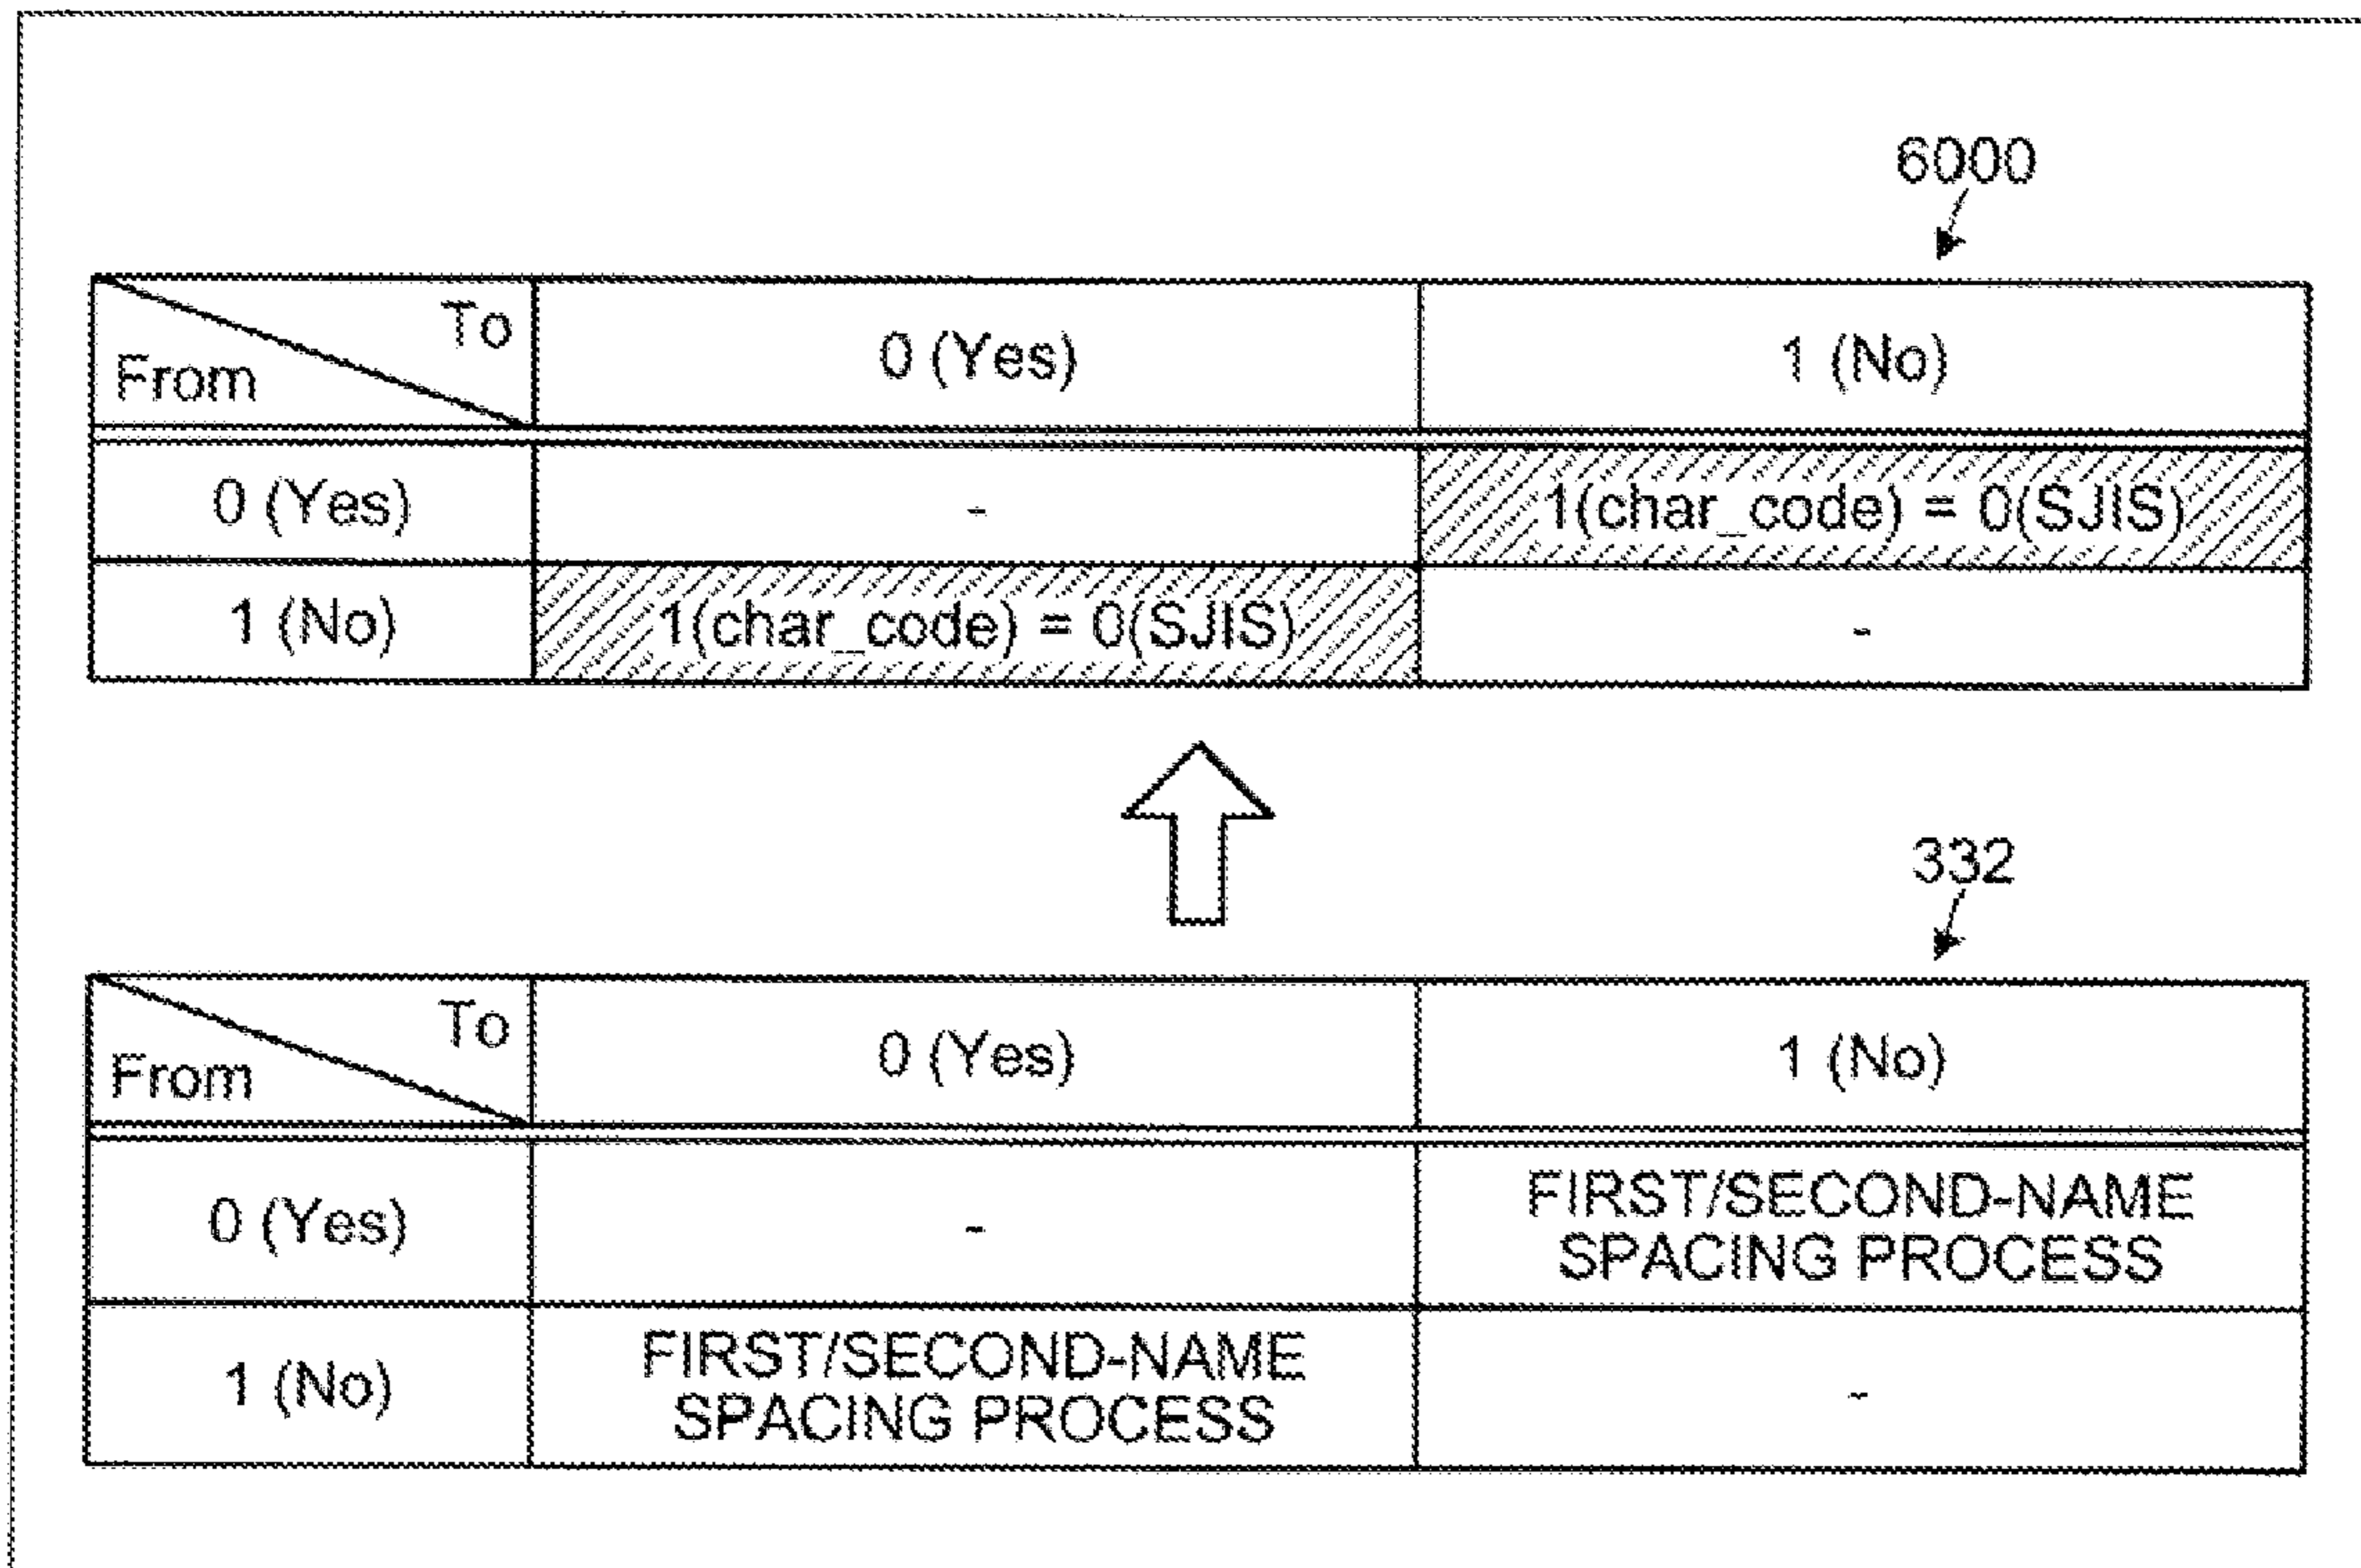 6000
To
From
0 (Yes)
1 (No)
0 (Yes)
-
1(char_code) = 0(SJIS)
1 (No)
1(char_code) = 0(SJIS)
-
332
To
From
0 (Yes)
1 (No)
0 (Yes)
-
FIRST/SECOND-NAME
SPACING PROCESS
1 (No)
FIRST/SECOND-NAME
SPACING PROCESS
-